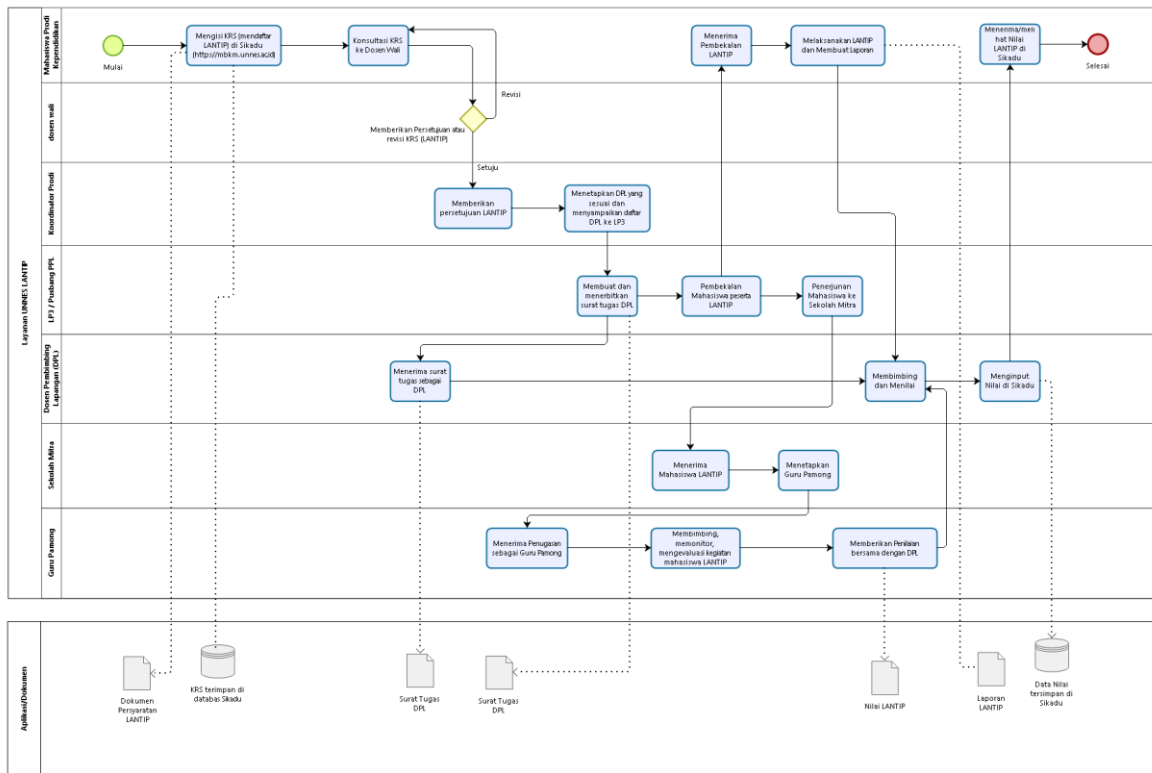 Layanan UNNES LANTIP
Mahasiswa Prodi
Kependidikan
Mulai
Mengisi KRS (mendaftar
LANTIP) di Sikadu
(https://mbkm.unnes.ac.id)
Konsultasi KRS
ke Dosen Wali
Menerima
Pembekalan
LANTIP
Melaksanakan LANTIP
dan Membuat Laporan
Menerima/meli
hat Nilai
LANTIP di
Sikadu
Selesai
dosen wali
Revisi
Memberikan Persetujuan atau
revisi KRS (LANTIP)
Setuju
Koordinator Prodi
Memberikan
persetujuan LANTIP
Menetapkan DPL yang
sesuai dan
menyampaikan daftar
DPL ke LP3
LP3 / Pusbang PPL
Membuat dan
menerbitkan
surat tugas DPL
Pembekalan
Mahasiswa peserta
LANTIP
Penerjunan
Mahasiswa ke
Sekolah Mitra
Dosen Pembimbing
Lapangan (DPL)
Menerima surat
tugas sebagai
DPL
Membimbing
dan Menilai
Menginput
Nilai di Sikadu
Sekolah Mitra
Menerima
Mahasiswa LANTIP
Menetapkan
Guru Pamong
Guru Pamong
Menerima Penugasan
sebagai Guru Pamong
Membimbing,
memonitor,
mengevaluasi kegiatan
mahasiswa LANTIP
Memberikan Penilaian
bersama dengan DPL
Aplikasi/Dokumen
Dokumen
Persyaratan
LANTIP
KRS terimpan di
databas Sikadu
Surat Tugas
DPL
Surat Tugas
DPL
Nilai LANTIP
Laporan
LANTIP
Data Nilai
tersimpan di
Sikadu